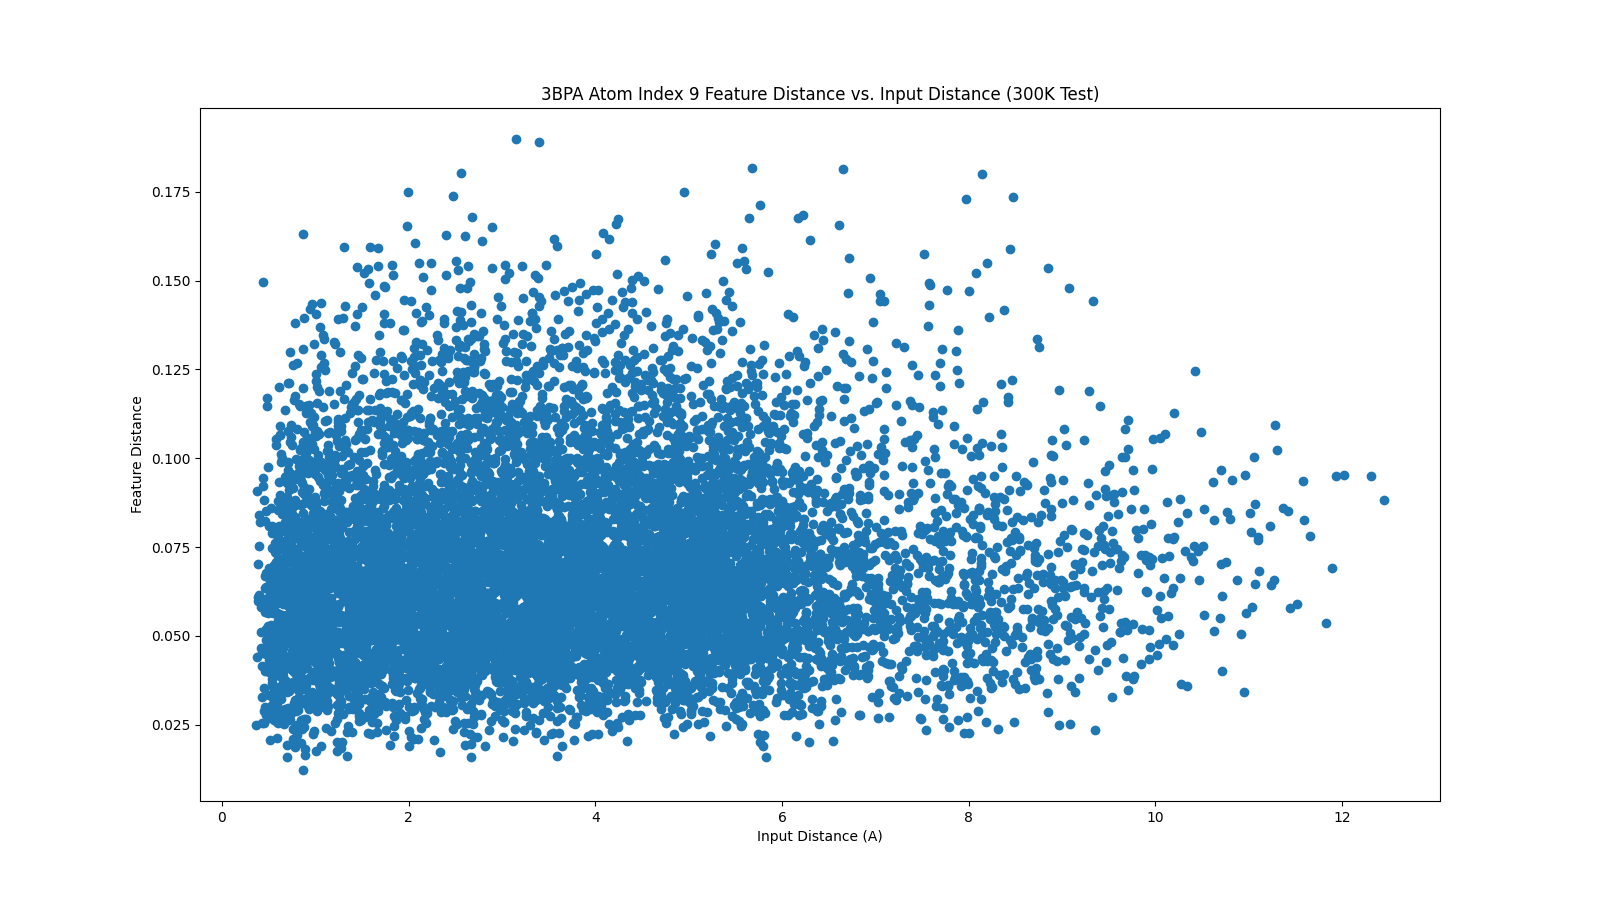 3BPA Atom Index 9 Feature Distance vs. Input Distance (300K Test)
Feature Distance
0.175
0.150
0.125
0.100
0.075
0.050
0.025
0 2 4 6 8 10 12
Input Distance (A)